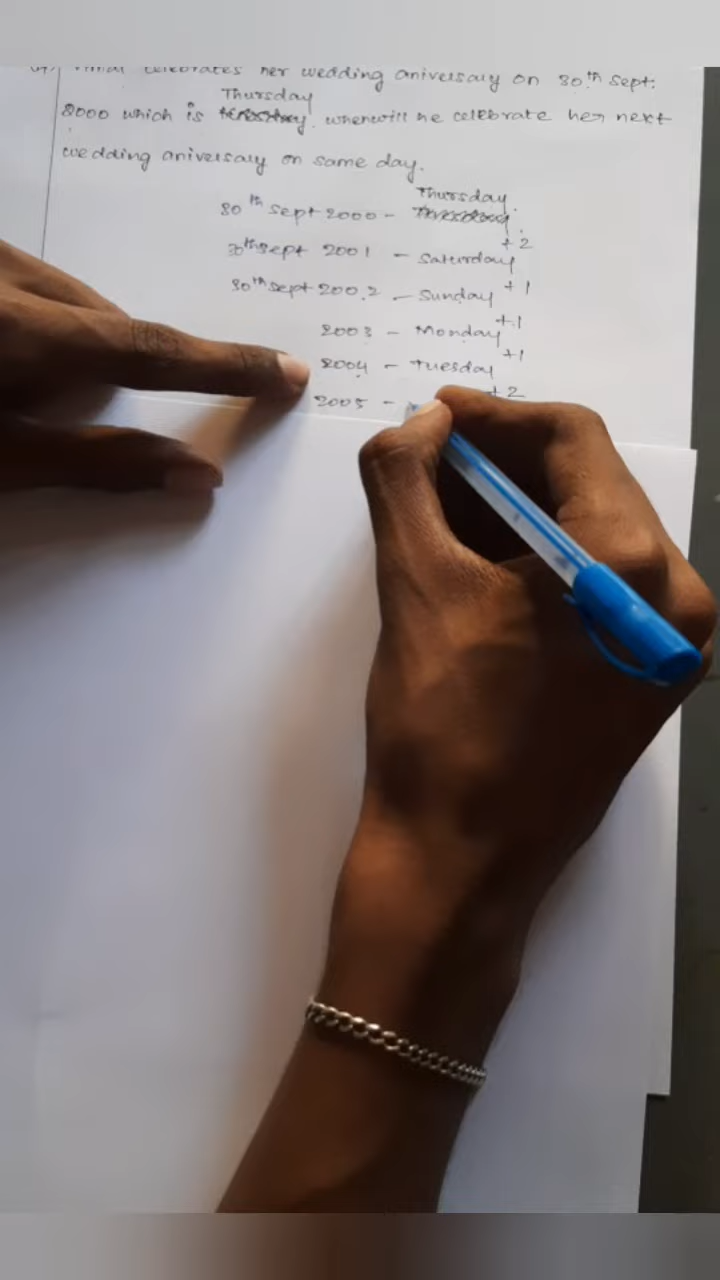 celebrates her wedding aniversary on 30th Sept.
Thursday
2000 which is when will he celebrate her next
wedding aniversary on same day.
Thursday
30th Sept 2000 -
+2
30th Sept 2001 - Saturday
+1
30th Sept 2002 - Sunday
+1
2003 - Monday
+1
2004 - Tuesday
+2
2005 -